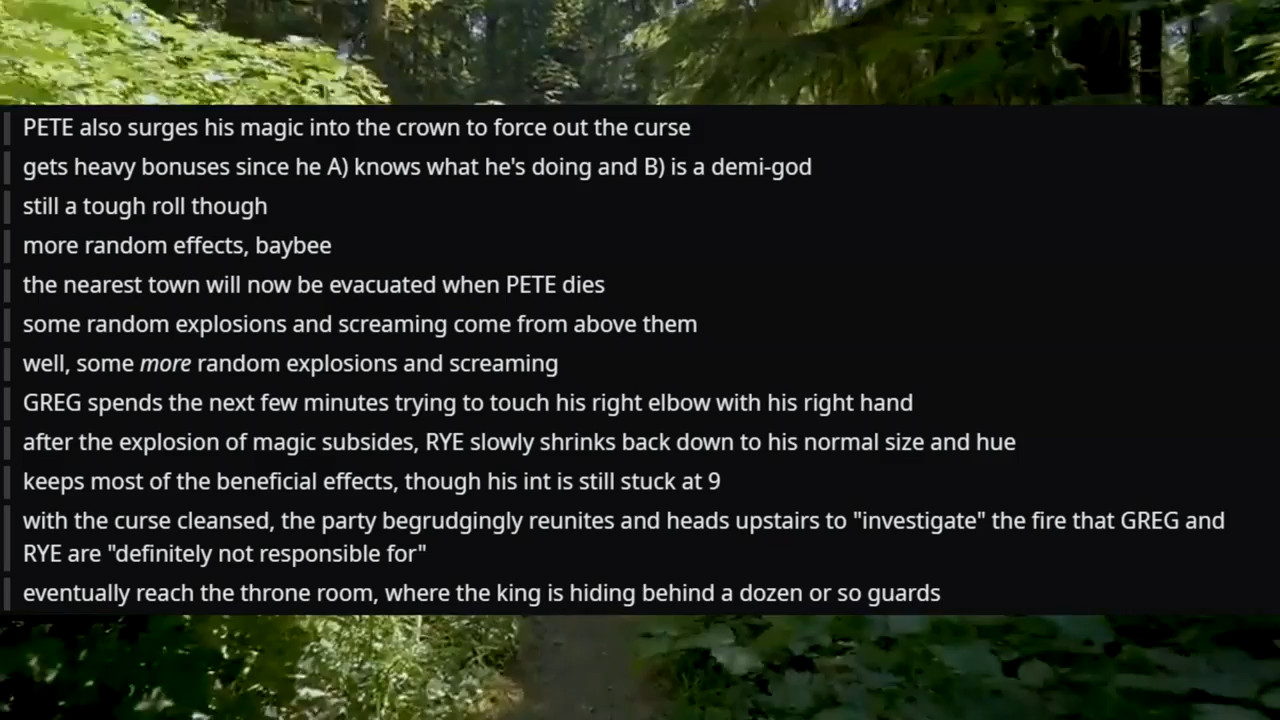 PETE also surges his magic into the crown to force out the curse
gets heavy bonuses since he A) knows what he's doing and B) is a demi-god
still a tough roll though
more random effects, baybee
the nearest town will now be evacuated when PETE dies
some random explosions and screaming come from above them
well, some more random explosions and screaming
GREG spends the next few minutes trying to touch his right elbow with his right hand
after the explosion of magic subsides, RYE slowly shrinks back down to his normal size and hue
keeps most of the beneficial effects, though his int is still stuck at 9
with the curse cleansed, the party begrudgingly reunites and heads upstairs to "investigate" the fire that GREG and
RYE are "definitely not responsible for"
eventually reach the throne room, where the king is hiding behind a dozen or so guards